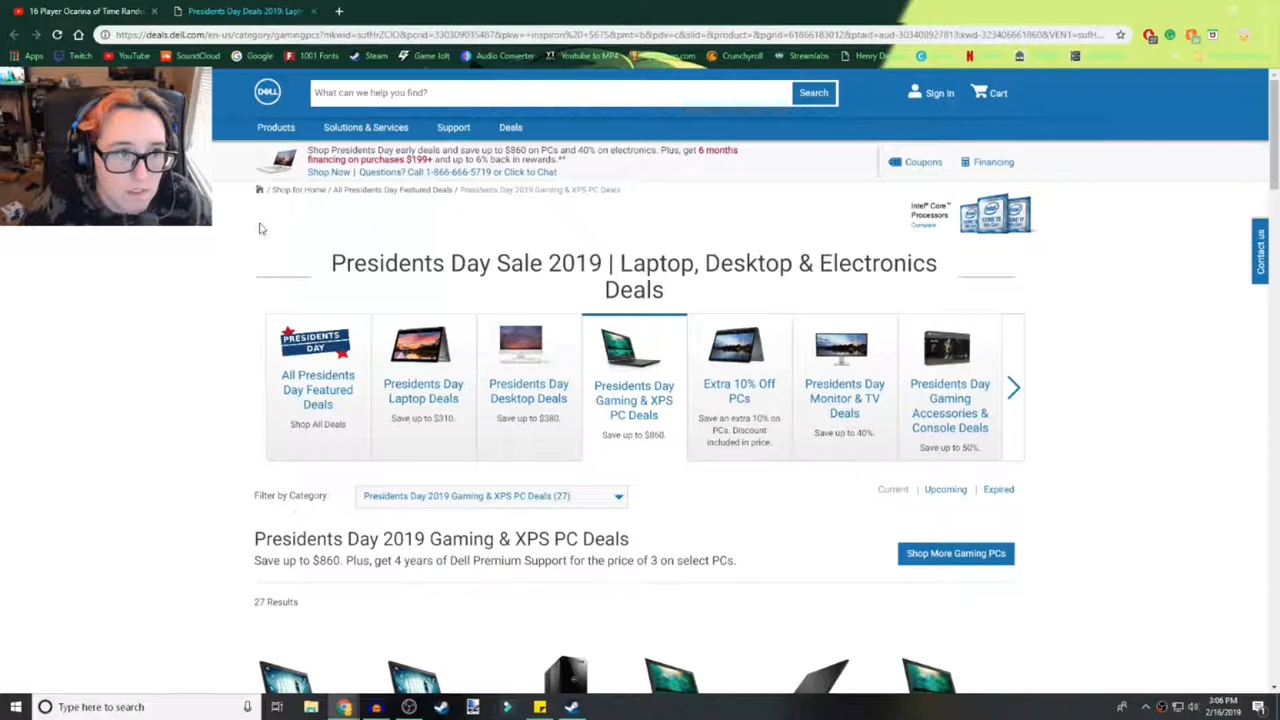 16 Player Ocarina of Time Rando
Presidents Day Deals 2019: Lapt
Apps
Twitch
YouTube
SoundCloud
Google
1001 Fonts
Steam
Game Jolt
Audio Converter
Youtube to MP4
Crunchyroll
Streamlabs
Henry
DELL
What can we help you find?
Search
Sign In
Cart
Products
Solutions & Services
Support
Deals
Shop Presidents Day early deals and save up to $860 on PCs and 40% on electronics. Plus, get 6 months
financing on purchases $199+ and up to 6% back in rewards.^^
Shop Now | Questions? Call 1-866-666-5719 or Click to Chat
Coupons
Financing
/ Shop for Home / All Presidents Day Featured Deals / Presidents Day 2019 Gaming & XPS PC Deals
Intel® Core™
Processors
Compare
Contact us
Presidents Day Sale 2019 | Laptop, Desktop & Electronics
Deals
PRESIDENTS
DAY
All Presidents
Day Featured
Deals
Shop All Deals
Presidents Day
Laptop Deals
Save up to $310.
Presidents Day
Desktop Deals
Save up to $380.
Presidents Day
Gaming & XPS
PC Deals
Save up to $860.
Extra 10% Off
PCs
Save an extra 10% on
PCs. Discount
included in price.
Presidents Day
Monitor & TV
Deals
Save up to 40%.
Presidents Day
Gaming
Accessories &
Console Deals
Save up to 50%.
Filter by Category:
Presidents Day 2019 Gaming & XPS PC Deals (27)
Current | Upcoming | Expired
Presidents Day 2019 Gaming & XPS PC Deals
Save up to $860. Plus, get 4 years of Dell Premium Support for the price of 3 on select PCs.
Shop More Gaming PCs
27 Results
Type here to search
3:06 PM
2/16/2019